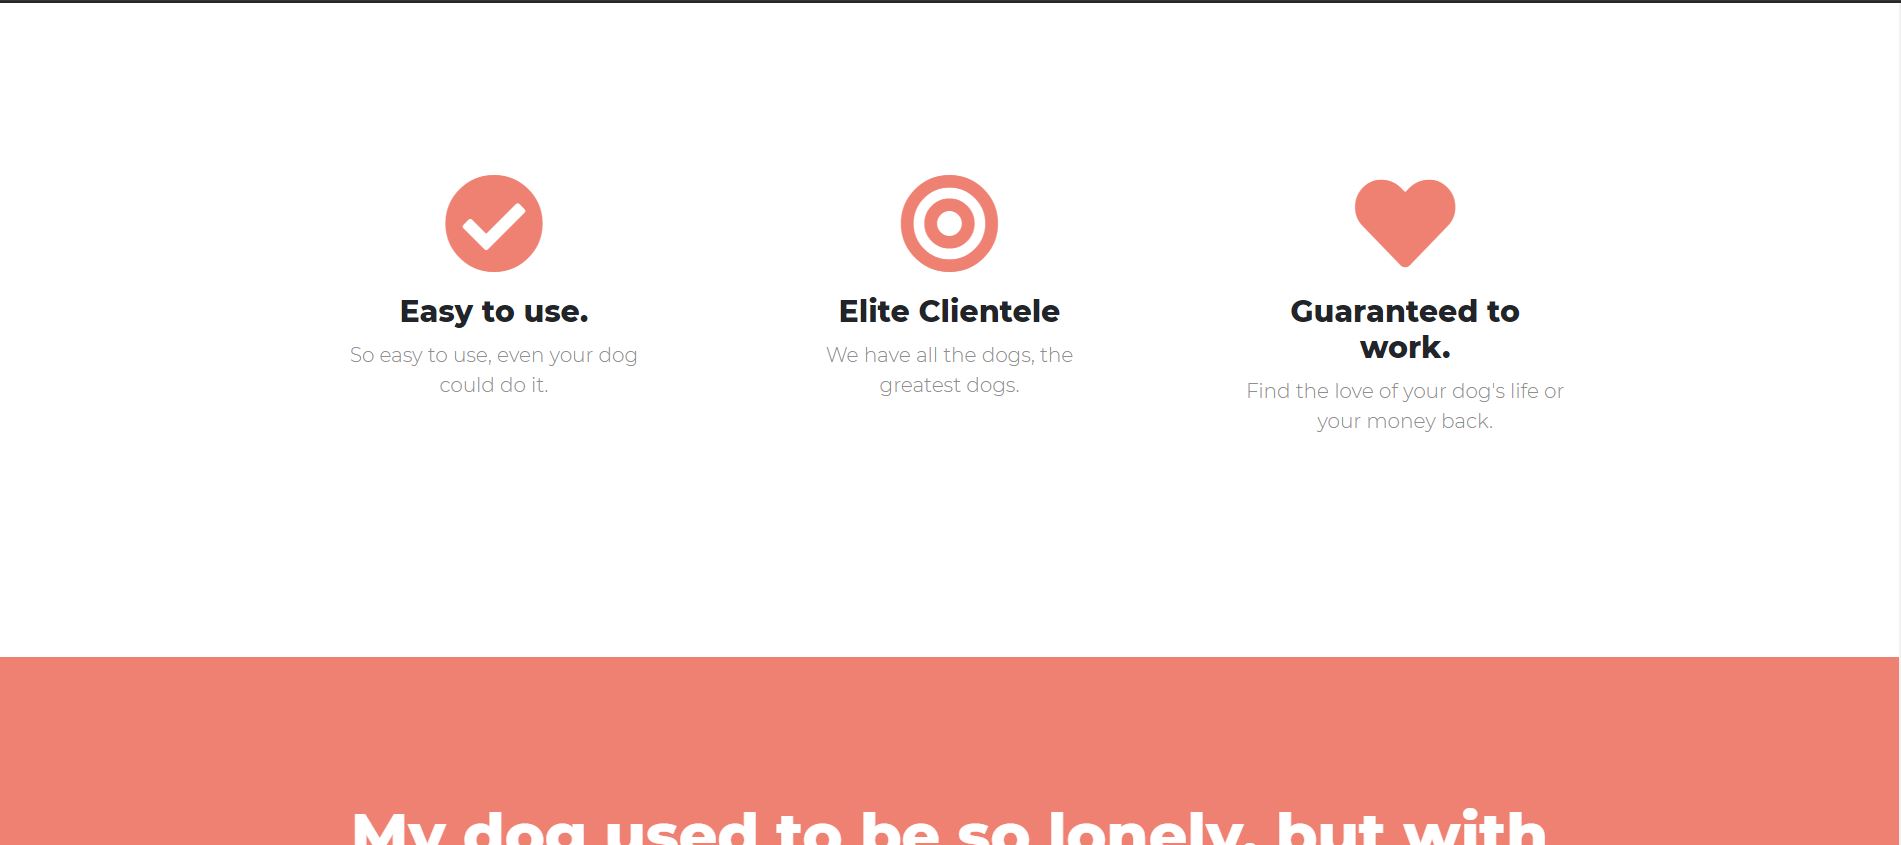 Easy to use.
So easy to use, even your dog
could do it.
Elite Clientele
We have all the dogs, the
greatest dogs.
Guaranteed to
work.
Find the love of your dog's life or
your money back.
My dog used to be so lonely, but with